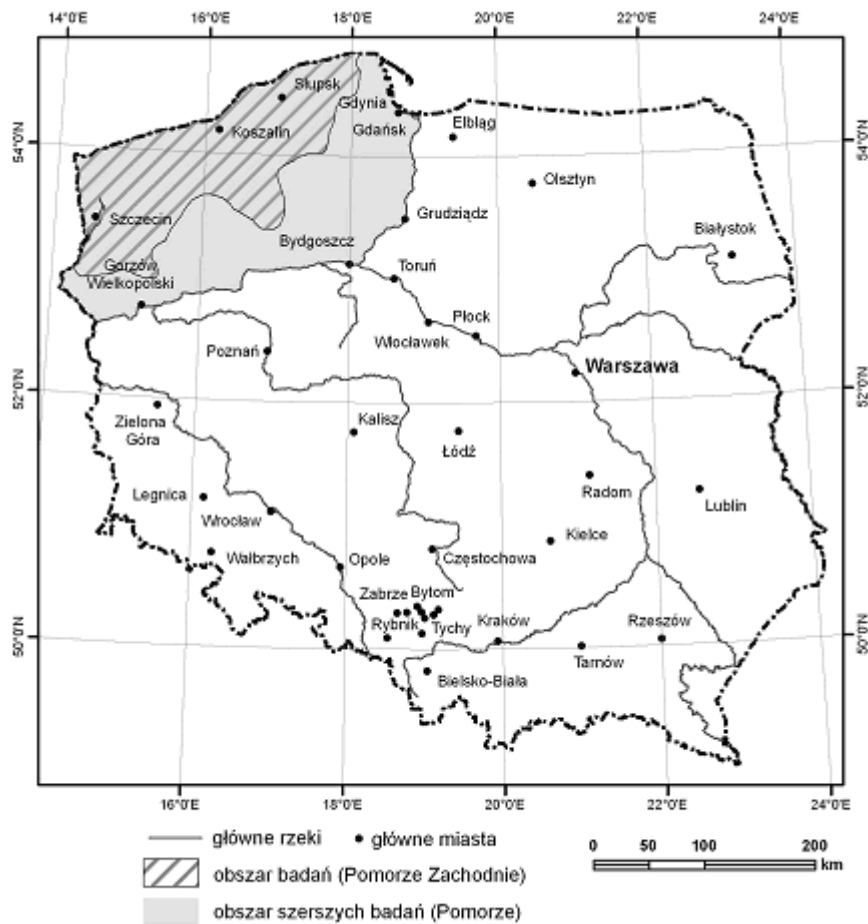 14°0'E 16°0'E 18°0'E 20°0'E 22°0'E 24°0'E
54°0'N
54°0'N
52°0'N
52°0'N
50°0'N
50°0'N
Słupsk
Gdynia
Koszalin
Gdańsk
Elbląg
Olsztyn
Szczecin
Grudziądz
Białystok
Bydgoszcz
Gorzów
Wielkopolski
Toruń
Płock
Włocławek
Poznań
Warszawa
Zielona
Góra
Kalisz
Łódź
Legnica
Radom
Lublin
Wrocław
Wałbrzych
Opole
Częstochowa
Kielce
Zabrze
Bytom
Rybnik
Tychy
Kraków
Rzeszów
Tarnów
Bielsko-Biała
16°0'E 18°0'E 20°0'E 22°0'E 24°0'E
główne rzeki
główne miasta
0 50 100 200
km
obszar badań (Pomorze Zachodnie)
obszar szerszych badań (Pomorze)